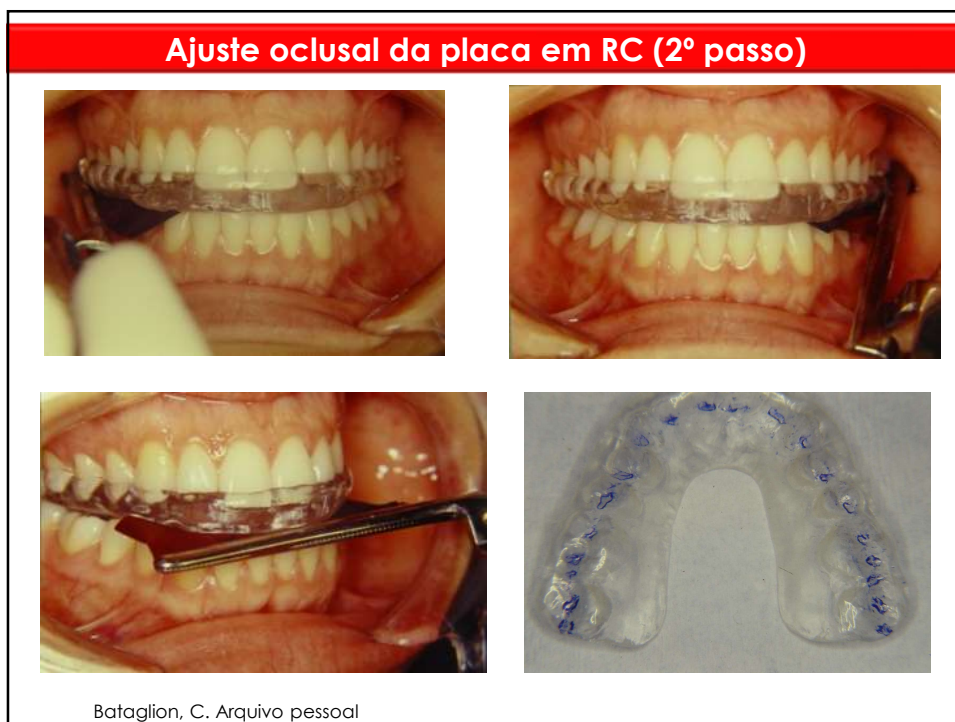 Ajuste oclusal da placa em RC (2º passo)
Bataglion, C. Arquivo pessoal